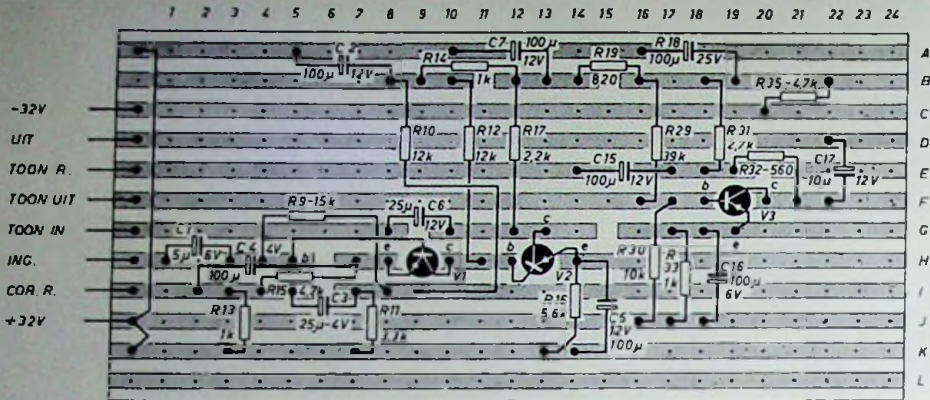 1 2 3 4 5 6 7 8 9 10 11 12 13 14 15 16 17 18 19 20 21 22 23 24
A
C 2
100µ
12V
R14
1k
C7
100µ
12V
R19
820
R18
100µ
25V
B
R35-4,7k
C
-32V
UIT
R10
12k
R12
12k
R17
2,2k
R29
39k
R31
2,7k
D
TOON R.
C15
100µ
12V
R32-560
C17
10µ
12V
E
TOON UIT
R9-15k
25µ
C6
12V
b
c
V3
e
F
TOON IN
C1
5µ
6V
C4
100µ
4V
c
G
ING.
b
e
c
V1
b
e
V2
R30
10k
R33
1k
C16
100µ
6V
H
COR. R.
R15
4,7k
C3
25µ-4V
R13
1k
R11
3,3k
R16
5,6k
C5
12V
100µ
I
+32V
J
K
L